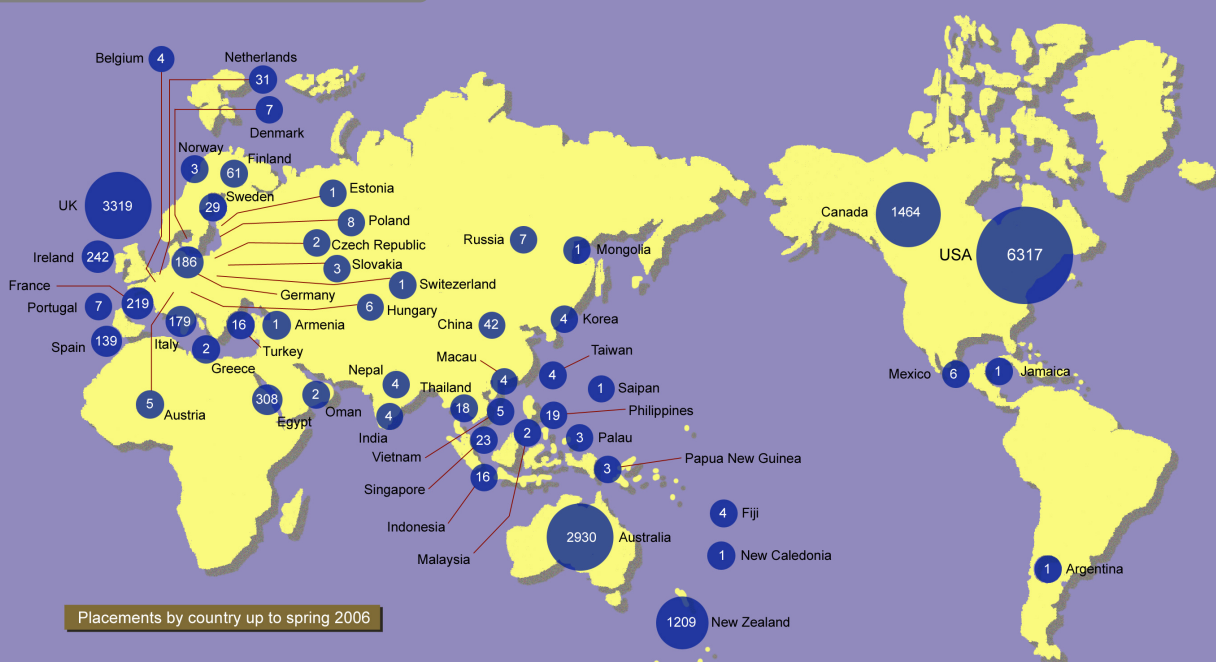 Belgium 4
Netherlands
31
7
Denmark
Norway
3
Finland
61
Sweden
29
1 Estonia
UK 3319
8 Poland
2 Czech Republic
186
3 Slovakia
Ireland 242
1 Switezerland
Germany
France
219
6 Hungary
Portugal 7
179
Italy
16
Turkey
1 Armenia
Spain 139
2
Greece
5 Austria
308
Egypt
2 Oman
Russia 7
1 Mongolia
China 42
4 Korea
Macau
4
Taiwan
4
Nepal
4
Thailand
18
1 Saipan
4
India
5
19
Philippines
Vietnam
23
2
3 Palau
Singapore
16
3
Papua New Guinea
Indonesia
Malaysia
2930 Australia
4 Fiji
1 New Caledonia
1209 New Zealand
Canada 1464
USA 6317
Mexico 6
1 Jamaica
1 Argentina
Placements by country up to spring 2006